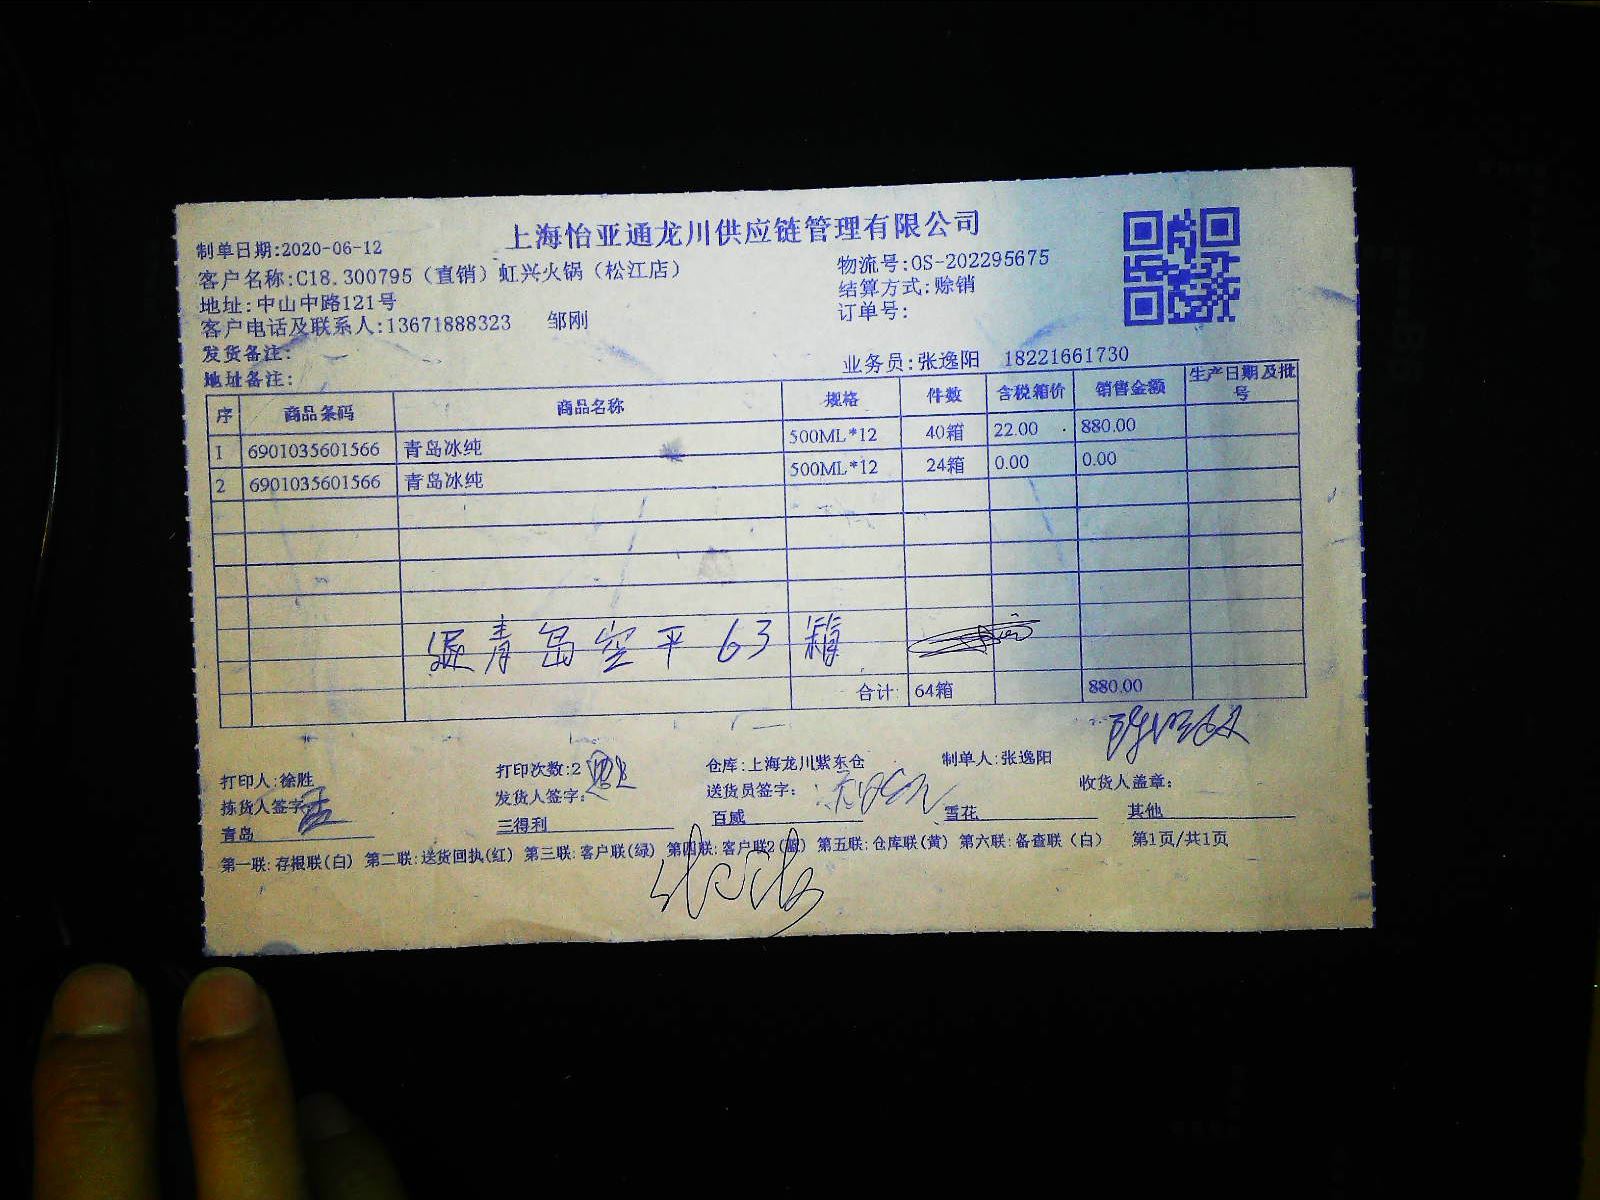 上海怡亚通龙川供应链管理有限公司
制单日期:2020-06-12
客户名称:C18.300795（直销）虹兴火锅（松江店）
物流号:OS-202295675
地址:中山中路121号
结算方式:赊销
客户电话及联系人:13671888323 邹刚
订单号:
发货备注:
业务员:张逸阳 18221661730
地址备注:
序 商品条码 商品名称 规格 件数 含税箱价 销售金额 生产日期及批号
1 6901035601566 青岛冰纯 500ML*12 40箱 22.00 880.00
2 6901035601566 青岛冰纯 500ML*12 24箱 0.00 0.00
退青岛空平63箱
合计: 64箱 880.00
打印人:徐胜 打印次数:2 仓库:上海龙川紫东仓 制单人:张逸阳
拣货人签字: 发货人签字: 送货员签字: 收货人盖章:
青岛 三得利 百威 雪花 其他
第一联:存根联(白) 第二联:送货回执(红) 第三联:客户联(绿) 第四联:客户联2(蓝) 第五联:仓库联(黄) 第六联:备查联（白） 第1页/共1页